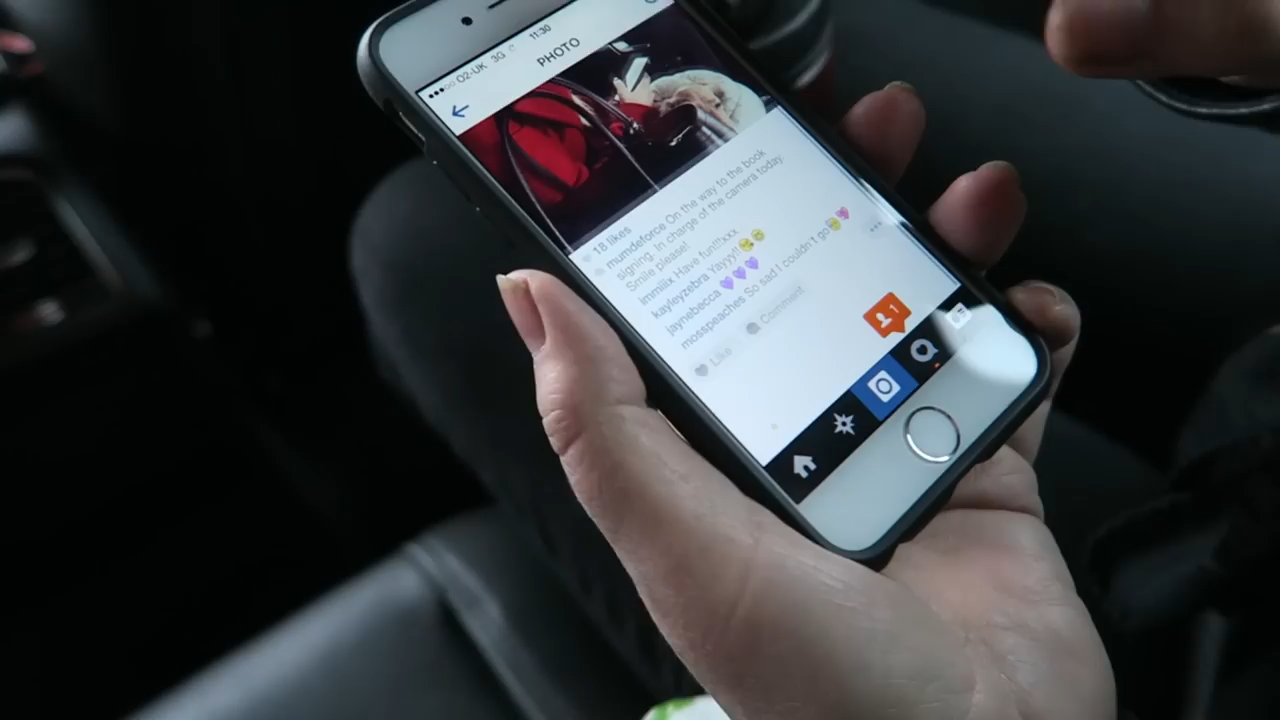 O2-UK 3G 11:30
PHOTO
18 likes
mumdeforce On the way to the book
signing. In charge of the camera today.
Smile please!
immiiix Have fun!!!xxx
kayleyzebra Yayyy!!
jaynebecca
mosspeaches So sad I couldn't go
Like Comment
1